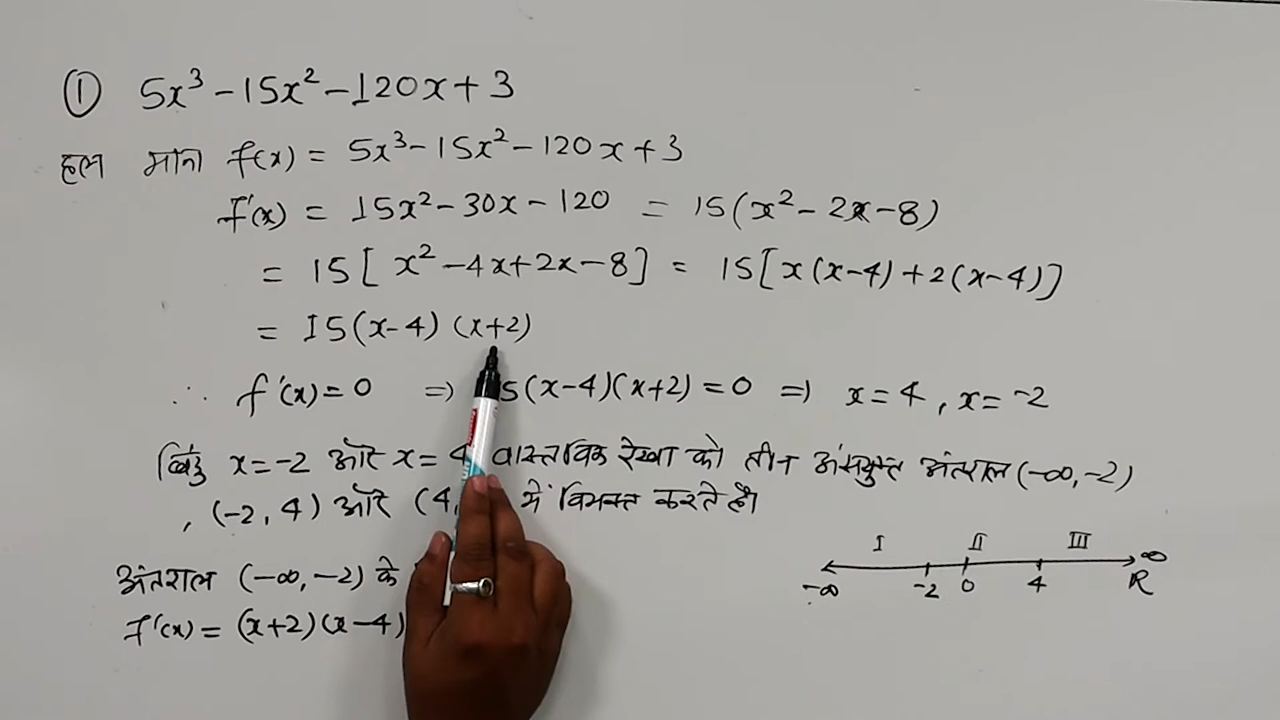 ① 5x³ - 15x² - 120x + 3
हल माना f(x) = 5x³ - 15x² - 120x + 3
f'(x) = 15x² - 30x - 120 = 15(x² - 2x - 8)
= 15[x² - 4x + 2x - 8] = 15[x(x-4) + 2(x-4)]
= 15(x-4)(x+2)
∴ f'(x) = 0 ⇒ 5(x-4)(x+2) = 0 ⇒ x = 4, x = -2
बिंदु x = -2 और x = 4 वास्तविक रेखा को तीन असंयुक्त अंतराल (-∞, -2)
, (-2, 4) और (4, में विभक्त करते है।
I II III
-∞ -2 0 4 ∞
R
अंतराल (-∞, -2) के
f'(x) = (x+2)(x-4)